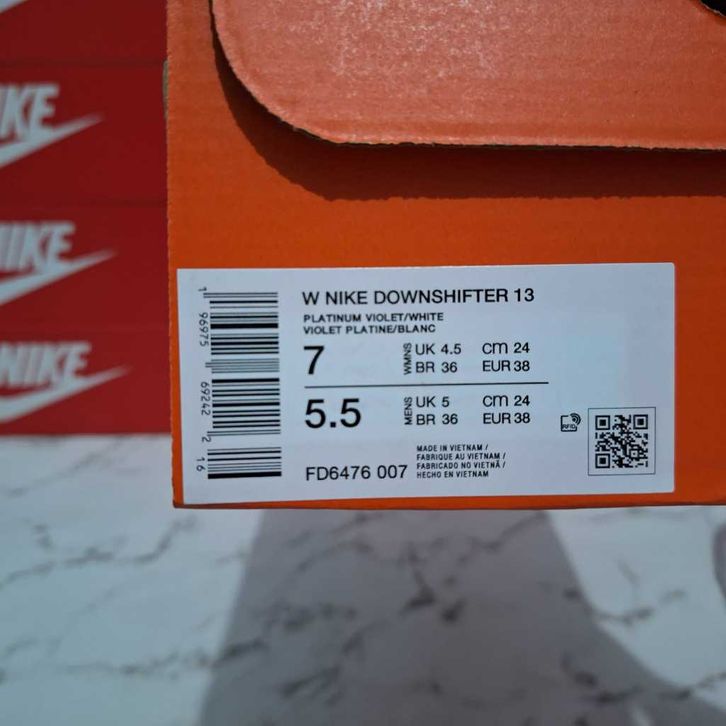 IKE
NIKE
NIKE
W NIKE DOWNSHIFTER 13
PLATINUM VIOLET/WHITE
VIOLET PLATINE/BLANC
7 WMNS UK 4.5 CM 24
BR 36 EUR 38
5.5 MENS UK 5 CM 24
BR 36 EUR 38
RFID
FD6476 007
MADE IN VIETNAM /
FABRIQUE AU VIETNAM /
FABRICADO NO VIETNÃ /
HECHO EN VIETNAM
1 96975 69242 2 16